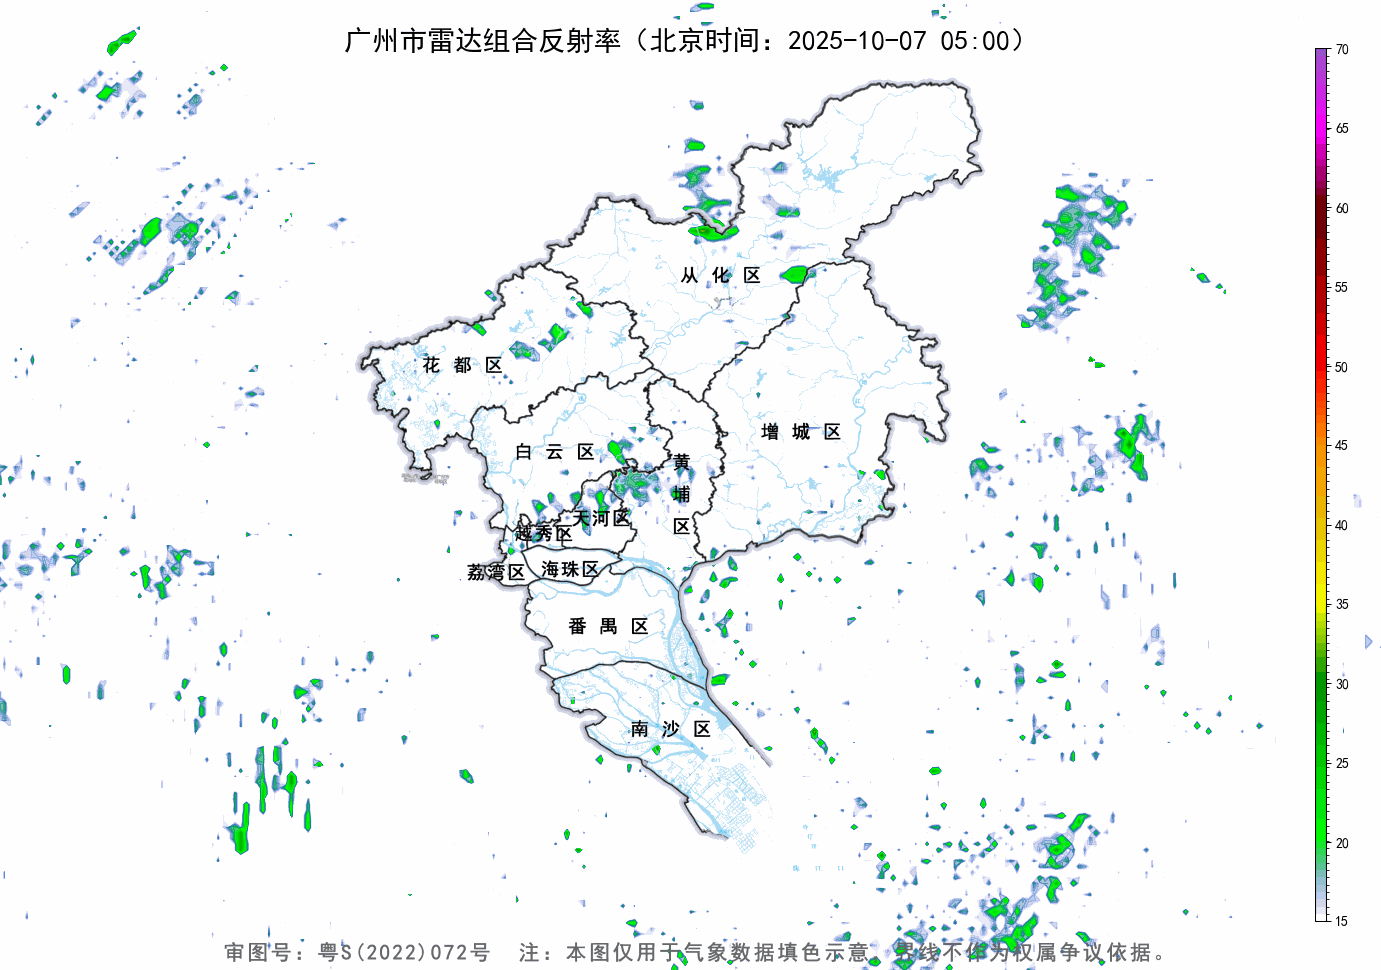 广州市雷达组合反射率（北京时间：2025-10-07 05:00）
70
65
60
55
50
45
40
35
30
25
20
15
从化区
花都区
增城区
白云区
黄埔区
天河区
越秀区
荔湾区
海珠区
番禺区
南沙区
审图号：粤S(2022)072号 注：本图仅用于气象数据填色示意，界线不作为权属争议依据。